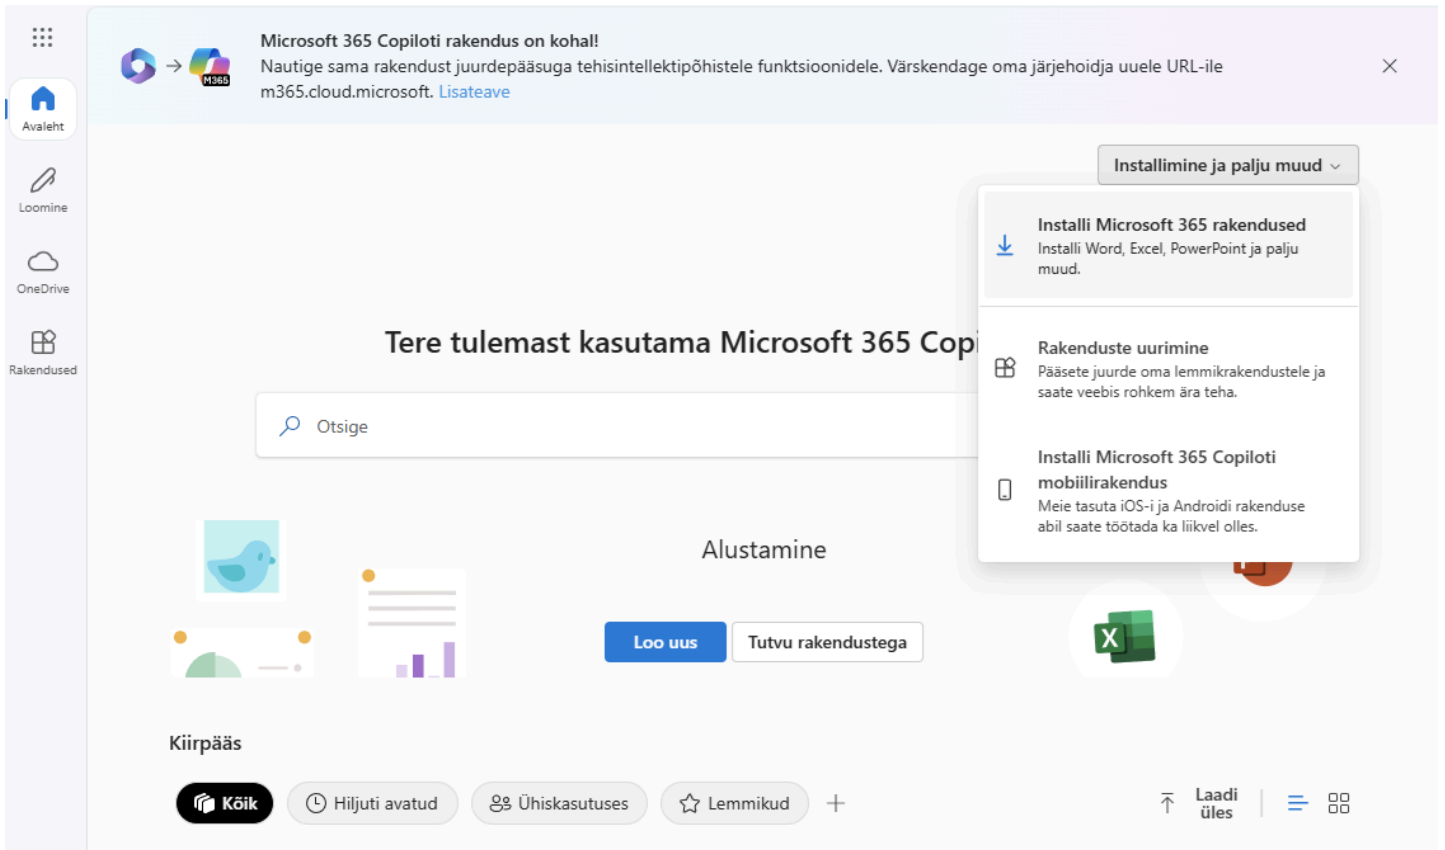 Microsoft 365 Copiloti rakendus on kohal!
Nautige sama rakendust juurdepääsuga tehisintellektipõhistele funktsioonidele. Värskendage oma järjehoidja uuele URL-ile
m365.cloud.microsoft. Lisateave
M365
Avaleht
Loomine
OneDrive
Rakendused
Installimine ja palju muud
Installi Microsoft 365 rakendused
Installi Word, Excel, PowerPoint ja palju
muud.
Rakenduste uurimine
Pääsete juurde oma lemmikrakendustele ja
saate veebis rohkem ära teha.
Installi Microsoft 365 Copiloti
mobiilirakendus
Meie tasuta iOS-i ja Androidi rakenduse
abil saate töötada ka liikvel olles.
Tere tulemast kasutama Microsoft 365
Otsige
Alustamine
Loo uus
Tutvu rakendustega
X
Kiirpääs
Kõik
Hiljuti avatud
Ühiskasutuses
Lemmikud
Laadi
üles